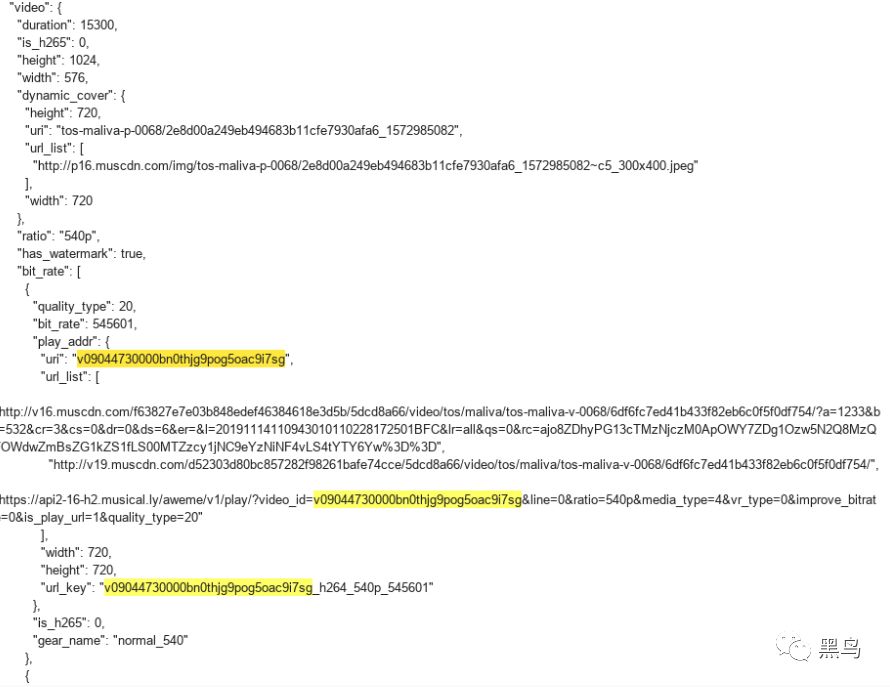 "video": {
"duration": 15300,
"is_h265": 0,
"height": 1024,
"width": 576,
"dynamic_cover": {
"height": 720,
"uri": "tos-maliva-p-0068/2e8d00a249eb494683b11cfe7930afa6_1572985082",
"url_list": [
"http://p16.muscdn.com/img/tos-maliva-p-0068/2e8d00a249eb494683b11cfe7930afa6_1572985082~c5_300x400.jpeg"
],
"width": 720
},
"ratio": "540p",
"has_watermark": true,
"bit_rate": [
{
"quality_type": 20,
"bit_rate": 545601,
"play_addr": {
"uri": "v09044730000bn0thjg9pog5oac9i7sg",
"url_list": [
http://v16.muscdn.com/f63827e7e03b848edef46384618e3d5b/5dcd8a66/video/tos/maliva/tos-maliva-v-0068/6df6fc7ed41b433f82eb6c0f5f0df754/?a=1233&b
=532&cr=3&cs=0&dr=0&ds=6&er=&l=20191114110943010110228172501BFC&lr=all&qs=0&rc=ajo8ZDhyPG13cTMzNjczM0ApOWY7ZDg1Ozw5N2Q8MzQ
OWdwZmBsZG1kZS1fLS00MTZzcy1jNC9eYzNiNF4vLS4tYTY6Yw%3D%3D",
"http://v19.muscdn.com/d52303d80bc857282f98261bafe74cce/5dcd8a66/video/tos/maliva/tos-maliva-v-0068/6df6fc7ed41b433f82eb6c0f5f0df754/",
https://api2-16-h2.musical.ly/aweme/v1/play/?video_id=v09044730000bn0thjg9pog5oac9i7sg&line=0&ratio=540p&media_type=4&vr_type=0&improve_bitrat
=0&is_play_url=1&quality_type=20"
],
"width": 720,
"height": 720,
"url_key": "v09044730000bn0thjg9pog5oac9i7sg_h264_540p_545601"
},
"is_h265": 0,
"gear_name": "normal_540"
},
{
黑鸟